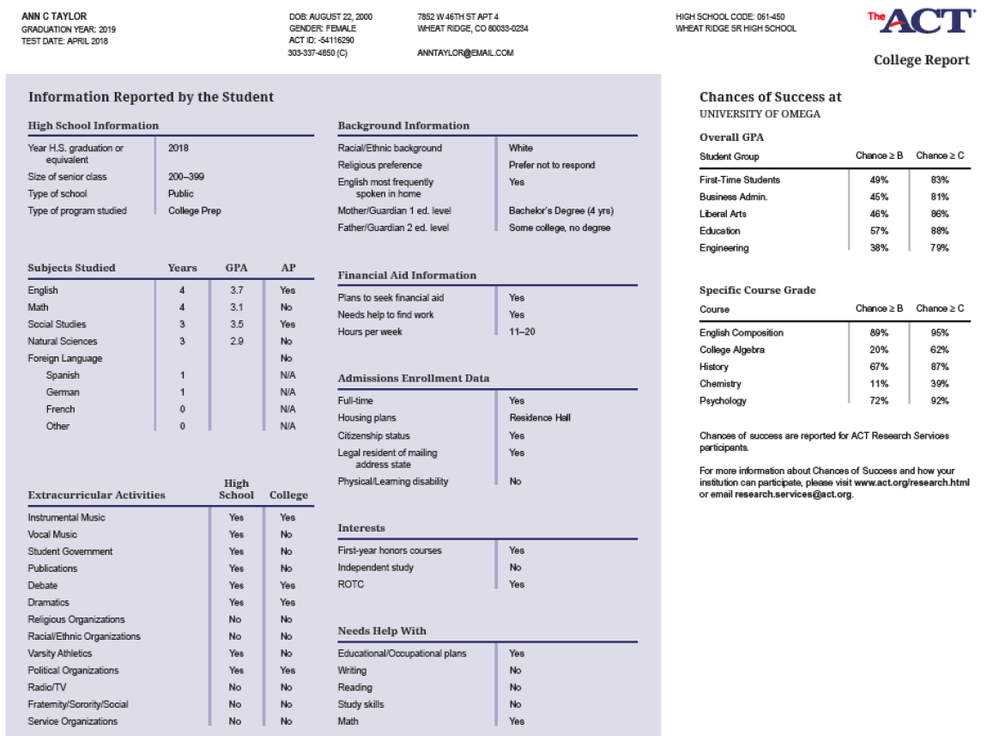 ANN C TAYLOR
GRADUATION YEAR: 2019
TEST DATE: APRIL 2018
DOB: AUGUST 22, 2000
GENDER: FEMALE
ACT ID: -54116290
303-337-4850 (C)
7852 W 46TH ST APT 4
WHEAT RIDGE, CO 80033-0234
ANNTAYLOR@EMAIL.COM
HIGH SCHOOL CODE: 051-450
WHEAT RIDGE SR HIGH SCHOOL
The ACT®
College Report
Information Reported by the Student
High School Information
Year H.S. graduation or 2018
equivalent
Size of senior class 200–399
Type of school Public
Type of program studied College Prep
Subjects Studied Years GPA AP
English 4 3.7 Yes
Math 4 3.1 No
Social Studies 3 3.5 Yes
Natural Sciences 3 2.9 No
Foreign Language No
Spanish 1 N/A
German 1 N/A
French 0 N/A
Other 0 N/A
High
Extracurricular Activities School College
Instrumental Music Yes Yes
Vocal Music Yes No
Student Government Yes No
Publications Yes No
Debate Yes Yes
Dramatics Yes Yes
Religious Organizations No No
Racial/Ethnic Organizations No No
Varsity Athletics Yes No
Political Organizations Yes Yes
Radio/TV No No
Fraternity/Sorority/Social No No
Service Organizations No No
Background Information
Racial/Ethnic background White
Religious preference Prefer not to respond
English most frequently Yes
spoken in home
Mother/Guardian 1 ed. level Bachelor's Degree (4 yrs)
Father/Guardian 2 ed. level Some college, no degree
Financial Aid Information
Plans to seek financial aid Yes
Needs help to find work Yes
Hours per week 11–20
Admissions Enrollment Data
Full-time Yes
Housing plans Residence Hall
Citizenship status Yes
Legal resident of mailing Yes
address state
Physical/Learning disability No
Interests
First-year honors courses Yes
Independent study No
ROTC Yes
Needs Help With
Educational/Occupational plans Yes
Writing No
Reading No
Study skills No
Math Yes
Chances of Success at
UNIVERSITY OF OMEGA
Overall GPA
Student Group Chance ≥ B Chance ≥ C
First-Time Students 49% 83%
Business Admin. 45% 81%
Liberal Arts 46% 86%
Education 57% 88%
Engineering 38% 79%
Specific Course Grade
Course Chance ≥ B Chance ≥ C
English Composition 89% 95%
College Algebra 20% 62%
History 67% 87%
Chemistry 11% 39%
Psychology 72% 92%
Chances of success are reported for ACT Research Services
participants.
For more information about Chances of Success and how your
institution can participate, please visit www.act.org/research.html
or email research.services@act.org.